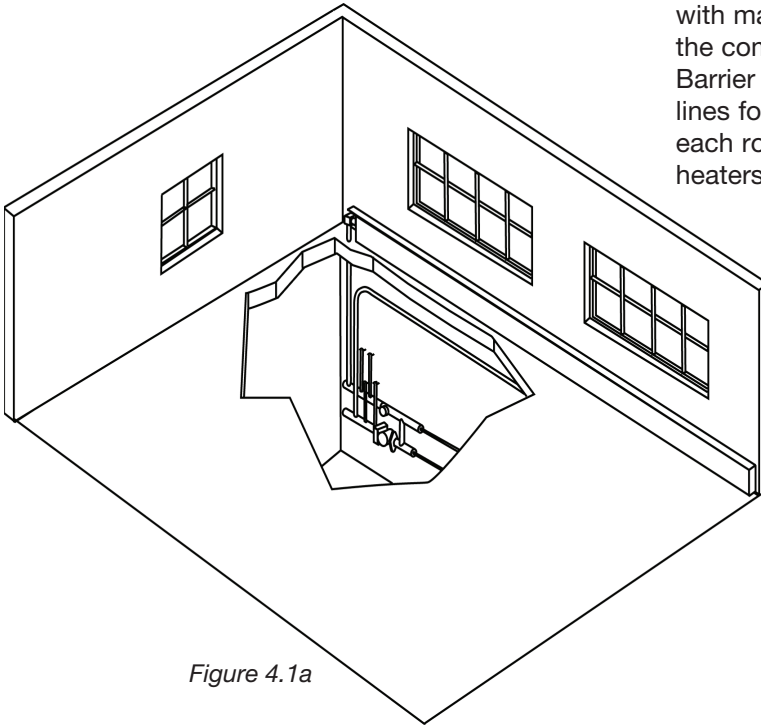 with ma
the con
Barrier
lines fo
each ro
heaters
Figure 4.1a